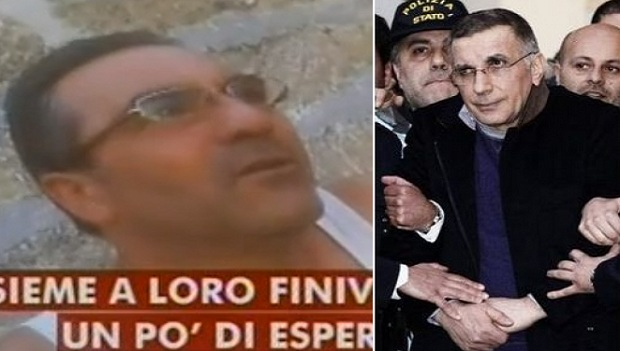 SIEME A LORO FINIV
UN PO' DI ESPER
POLIZIA
DI STATO